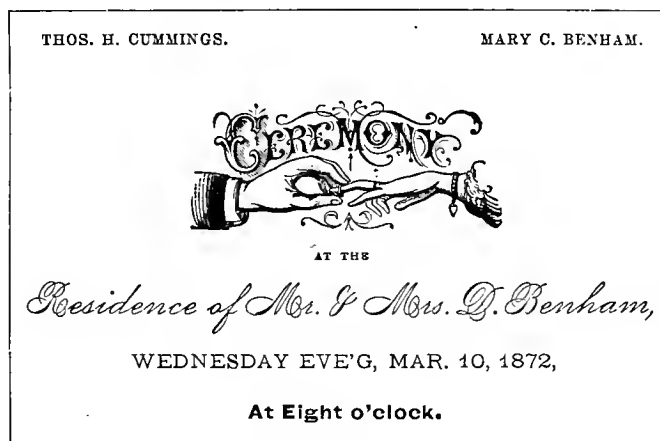 THOS. H. CUMMINGS. MARY C. BENHAM.
CEREMONY
AT THE
Residence of Mr. & Mrs. D. Benham,
WEDNESDAY EVE'G, MAR. 10, 1872,
At Eight o'clock.